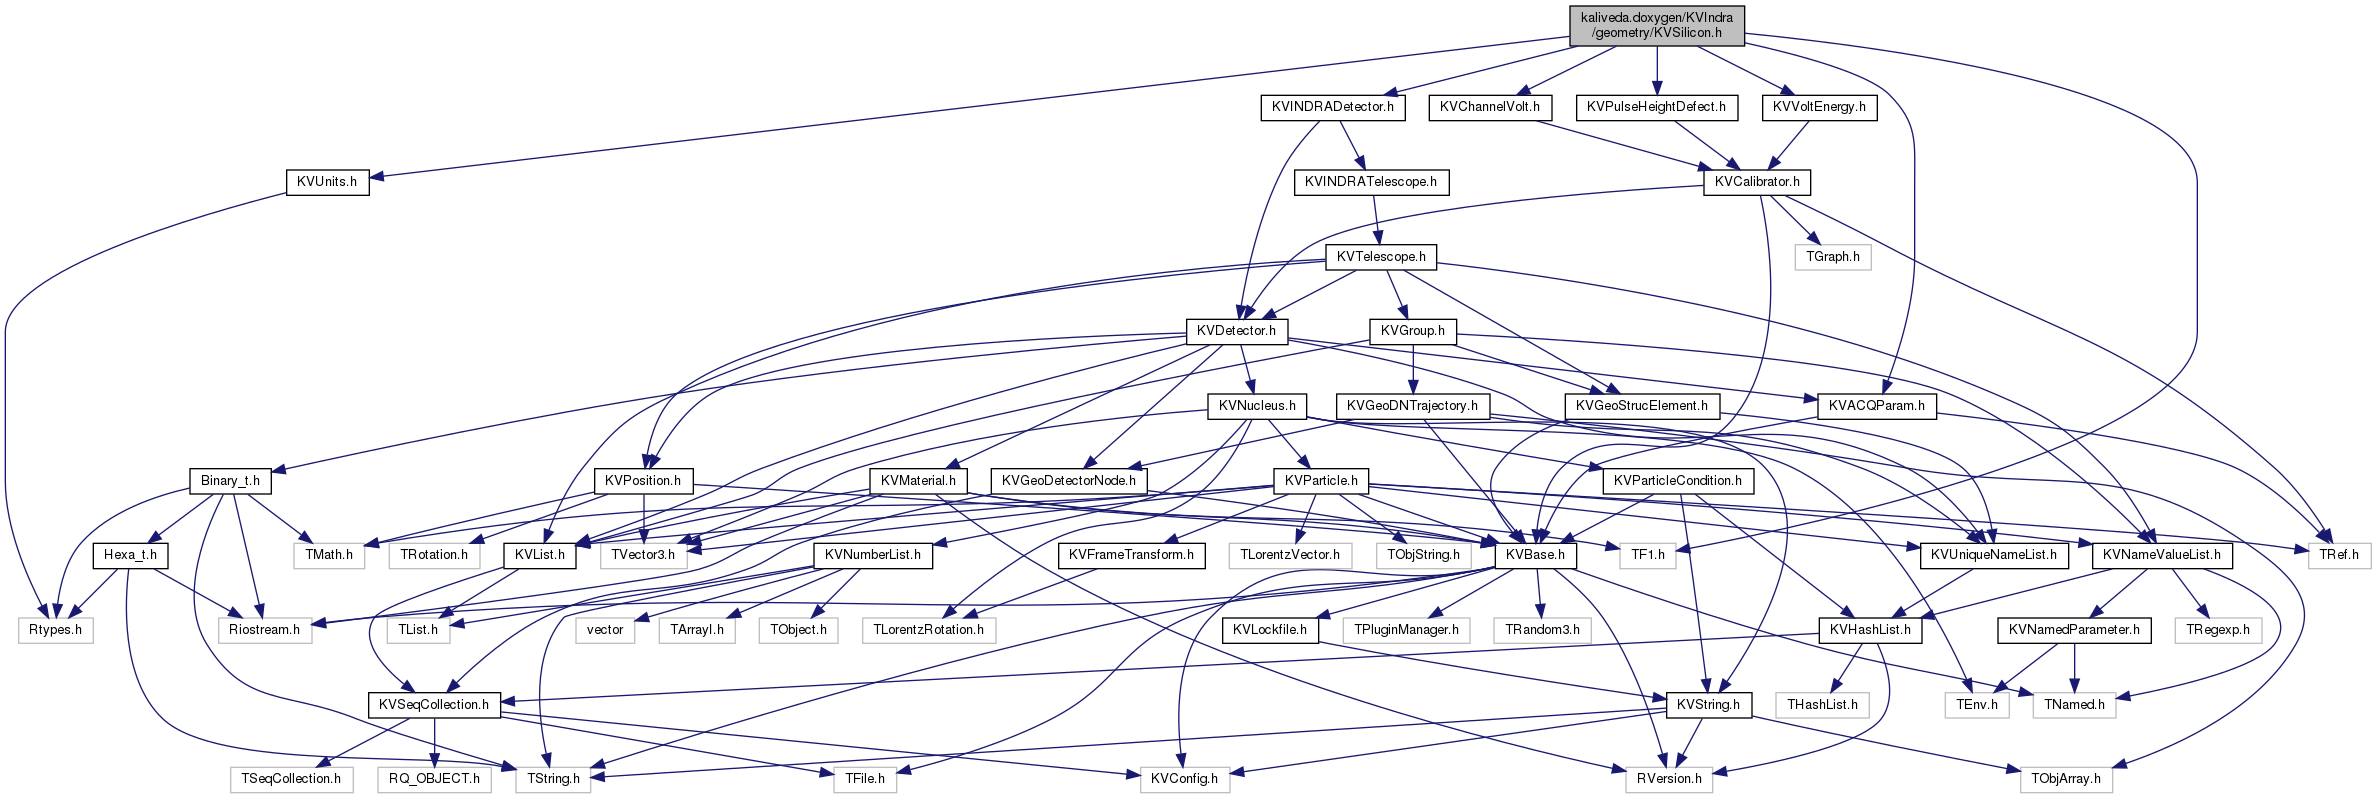 kaliveda.doxygen/KVIndra
/geometry/KVSilicon.h
KVINDRADetector.h
KVChannelVolt.h
KVPulseHeightDefect.h
KVVoltEnergy.h
KVUnits.h
KVINDRATelescope.h
KVCalibrator.h
KVTelescope.h
TGraph.h
KVDetector.h
KVGroup.h
KVNucleus.h
KVGeoDNTrajectory.h
KVGeoStrucElement.h
KVACQParam.h
Binary_t.h
KVPosition.h
KVMaterial.h
KVGeoDetectorNode.h
KVParticle.h
KVParticleCondition.h
Hexa_t.h
TMath.h
TRotation.h
KVList.h
TVector3.h
KVNumberList.h
KVFrameTransform.h
TLorentzVector.h
TObjString.h
KVBase.h
TF1.h
KVUniqueNameList.h
KVNameValueList.h
TRef.h
Rtypes.h
Riostream.h
TList.h
vector
TArrayI.h
TObject.h
TLorentzRotation.h
KVLockfile.h
TPluginManager.h
TRandom3.h
KVHashList.h
KVNamedParameter.h
TRegexp.h
KVSeqCollection.h
KVString.h
THashList.h
TEnv.h
TNamed.h
TSeqCollection.h
RQ_OBJECT.h
TString.h
TFile.h
KVConfig.h
RVersion.h
TObjArray.h